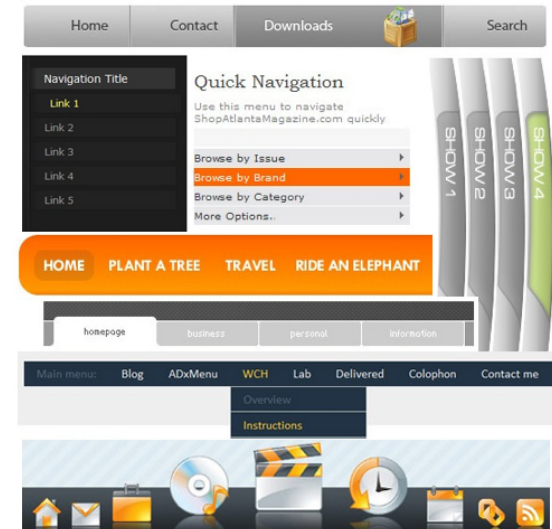 Home Contact Downloads Search
Navigation Title
Link 1
Link 2
Link 3
Link 4
Link 5
Quick Navigation
Use this menu to navigate
ShopAtlantaMagazine.com quickly
Browse by Issue
Browse by Brand
Browse by Category
More Options..
SHOW 1
SHOW 2
SHOW 3
SHOW 4
HOME PLANT A TREE TRAVEL RIDE AN ELEPHANT
homepage business personal information
Main menu: Blog ADxMenu WCH Lab Delivered Colophon Contact me
Overview
Instructions